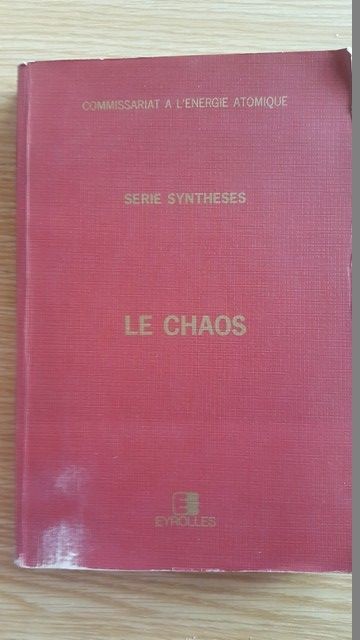 COMMISSARIAT A L'ENERGIE ATOMIQUE
SERIE SYNTHESES
LE CHAOS
EYROLLES